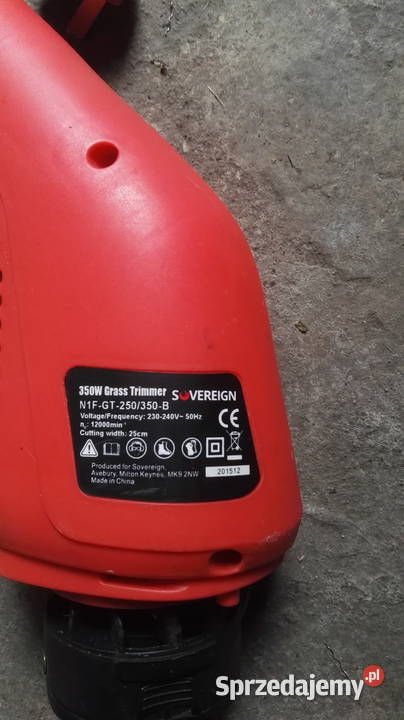 350W Grass Trimmer SOVEREIGN
N1F-GT-250/350-B
Voltage/Frequency: 230-240V~ 50Hz
n₀: 12000min⁻¹
Cutting width: 25cm
CE
Produced for Sovereign,
Avebury, Milton Keynes, MK9 2NW
Made in China
201512
Sprzedajemy.pl